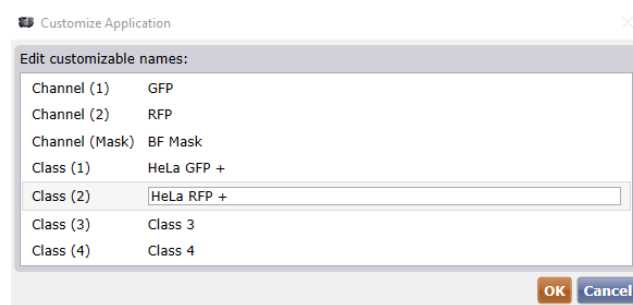 Customize Application
Edit customizable names:
Channel (1) GFP
Channel (2) RFP
Channel (Mask) BF Mask
Class (1) HeLa GFP +
Class (2) HeLa RFP +
Class (3) Class 3
Class (4) Class 4
OK Cancel